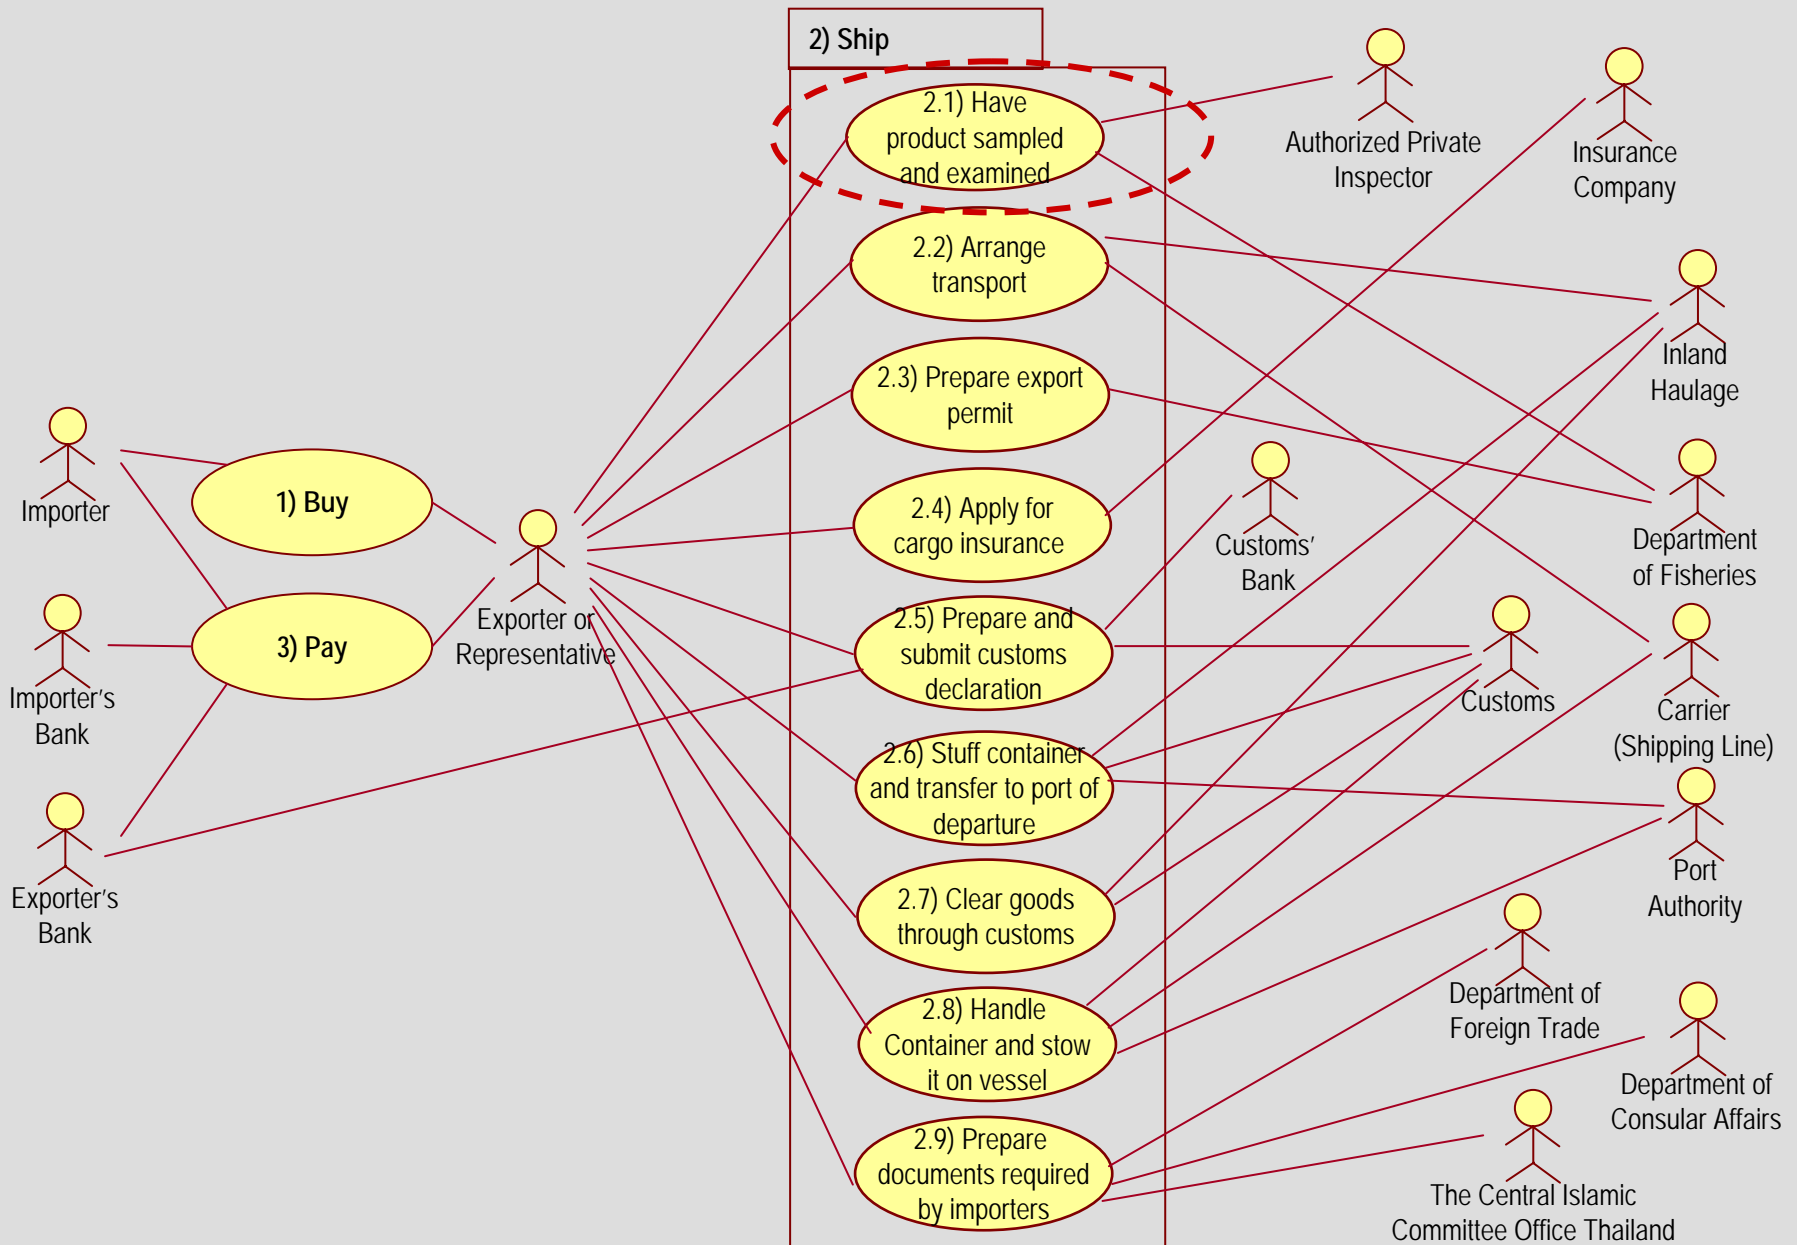 2) Ship
2.1) Have
product sampled
and examined
Authorized Private
Inspector
Insurance
Company
2.2) Arrange
transport
Inland
Haulage
2.3) Prepare export
permit
Importer
1) Buy
2.4) Apply for
cargo insurance
Customs'
Bank
Department
of Fisheries
Exporter or
Representative
3) Pay
2.5) Prepare and
submit customs
declaration
Customs
Carrier
(Shipping Line)
Importer's
Bank
2.6) Stuff container
and transfer to port of
departure
Port
Authority
Exporter's
Bank
2.7) Clear goods
through customs
Department of
Foreign Trade
2.8) Handle
Container and stow
it on vessel
Department of
Consular Affairs
2.9) Prepare
documents required
by importers
The Central Islamic
Committee Office Thailand